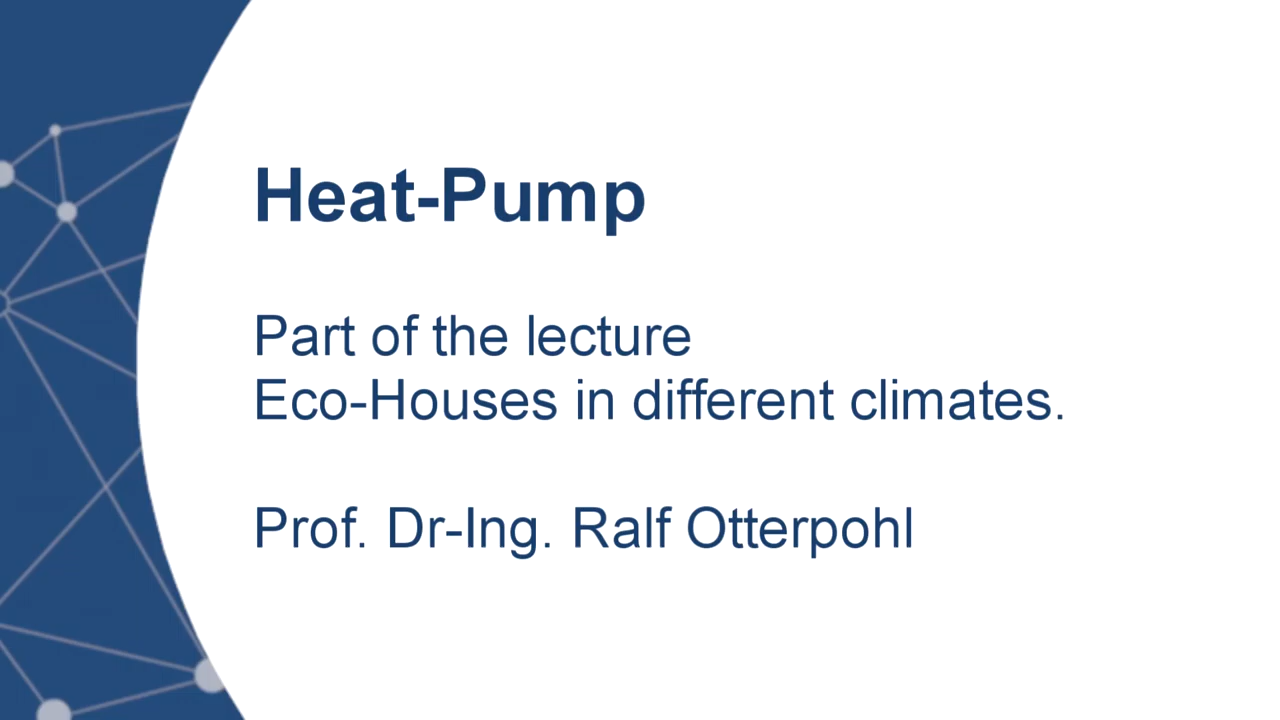 Heat-Pump
Part of the lecture
Eco-Houses in different climates.
Prof. Dr-Ing. Ralf Otterpohl